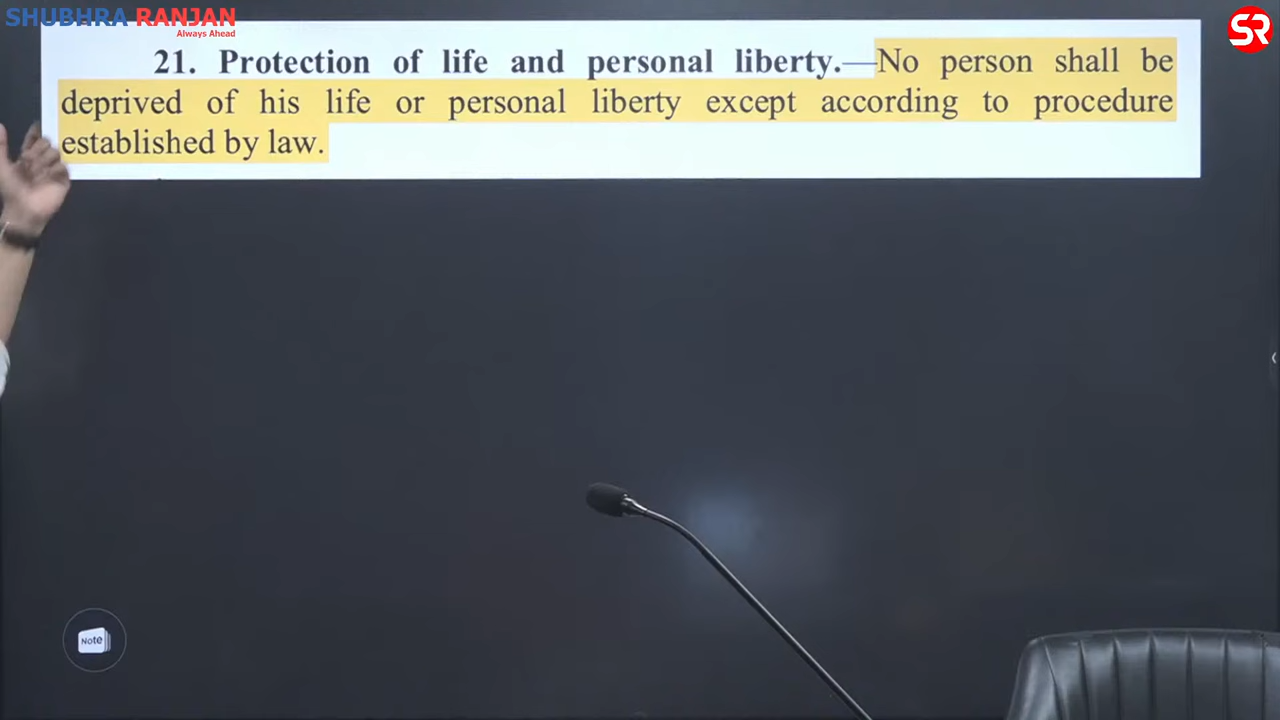 SHUBHRA RANJAN
Always Ahead
SR
21. Protection of life and personal liberty.—No person shall be
deprived of his life or personal liberty except according to procedure
established by law.
Note